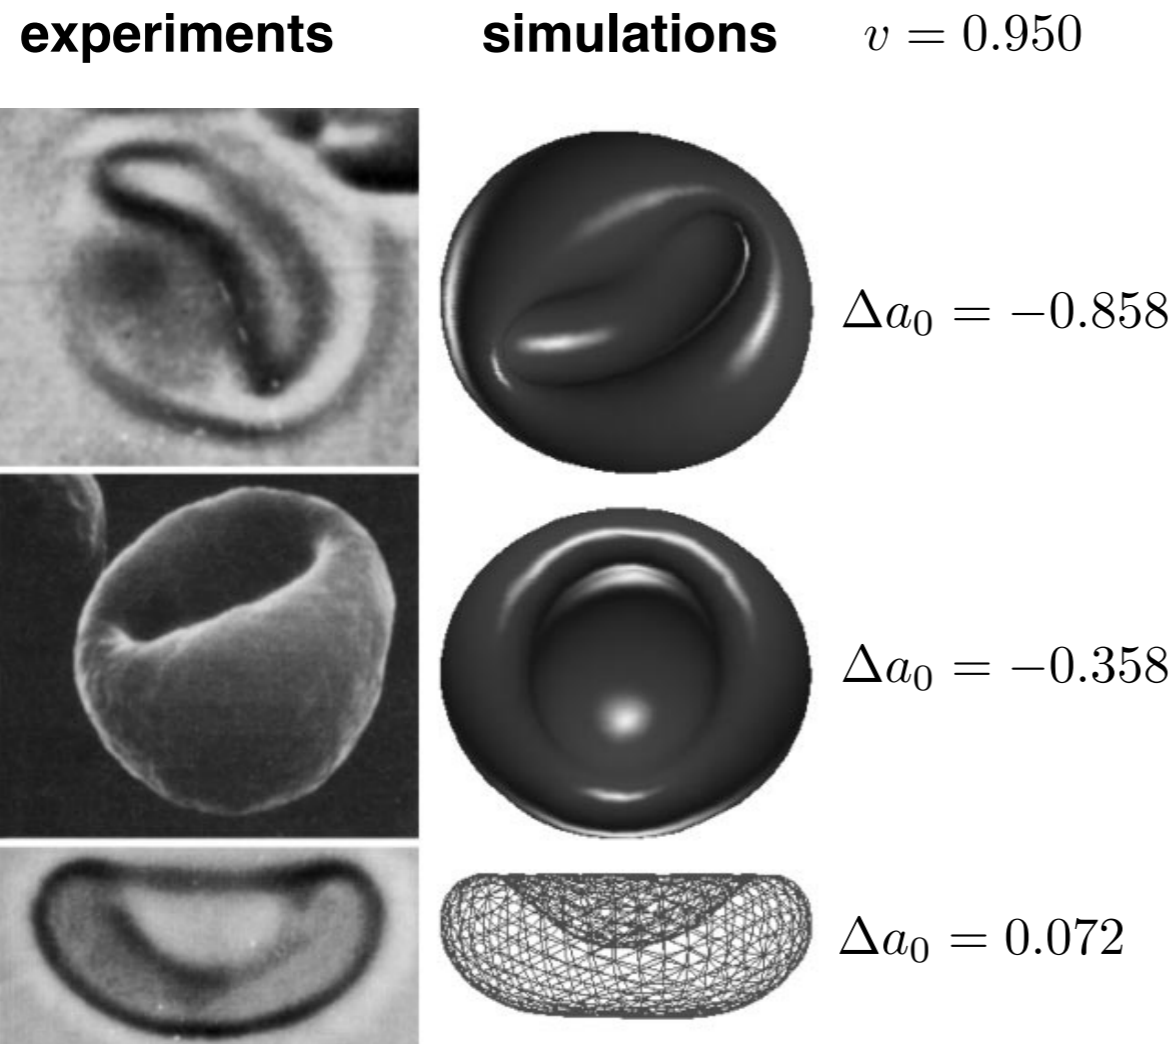 experiments simulations v = 0.950
Δa₀ = −0.858
Δa₀ = −0.358
Δa₀ = 0.072